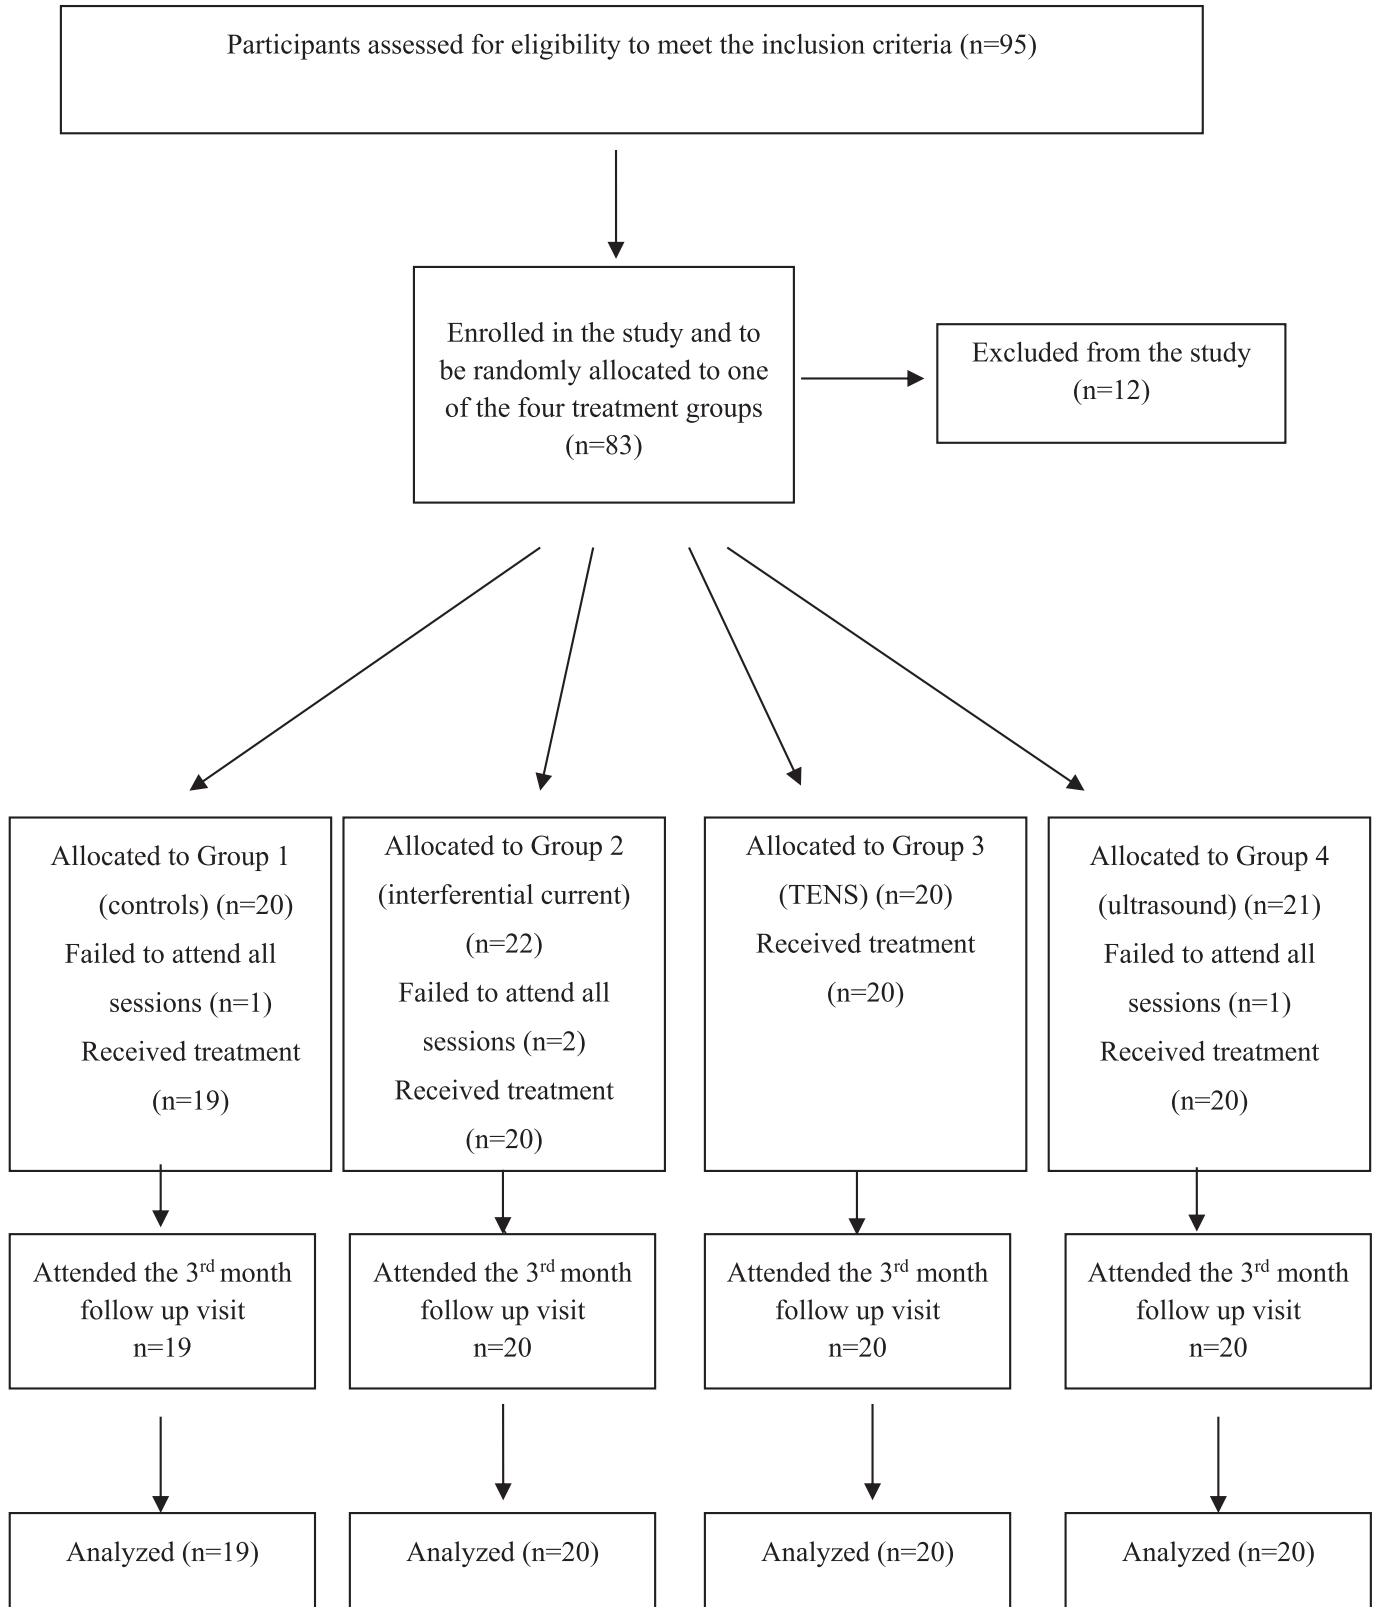 Participants assessed for eligibility to meet the inclusion criteria (n=95)
Enrolled in the study and to
be randomly allocated to one
of the four treatment groups
(n=83)
Excluded from the study
(n=12)
Allocated to Group 1
(controls) (n=20)
Failed to attend all
sessions (n=1)
Received treatment
(n=19)
Allocated to Group 2
(interferential current)
(n=22)
Failed to attend all
sessions (n=2)
Received treatment
(n=20)
Allocated to Group 3
(TENS) (n=20)
Received treatment
(n=20)
Allocated to Group 4
(ultrasound) (n=21)
Failed to attend all
sessions (n=1)
Received treatment
(n=20)
Attended the 3rd month
follow up visit
n=19
Attended the 3rd month
follow up visit
n=20
Attended the 3rd month
follow up visit
n=20
Attended the 3rd month
follow up visit
n=20
Analyzed (n=19)
Analyzed (n=20)
Analyzed (n=20)
Analyzed (n=20)